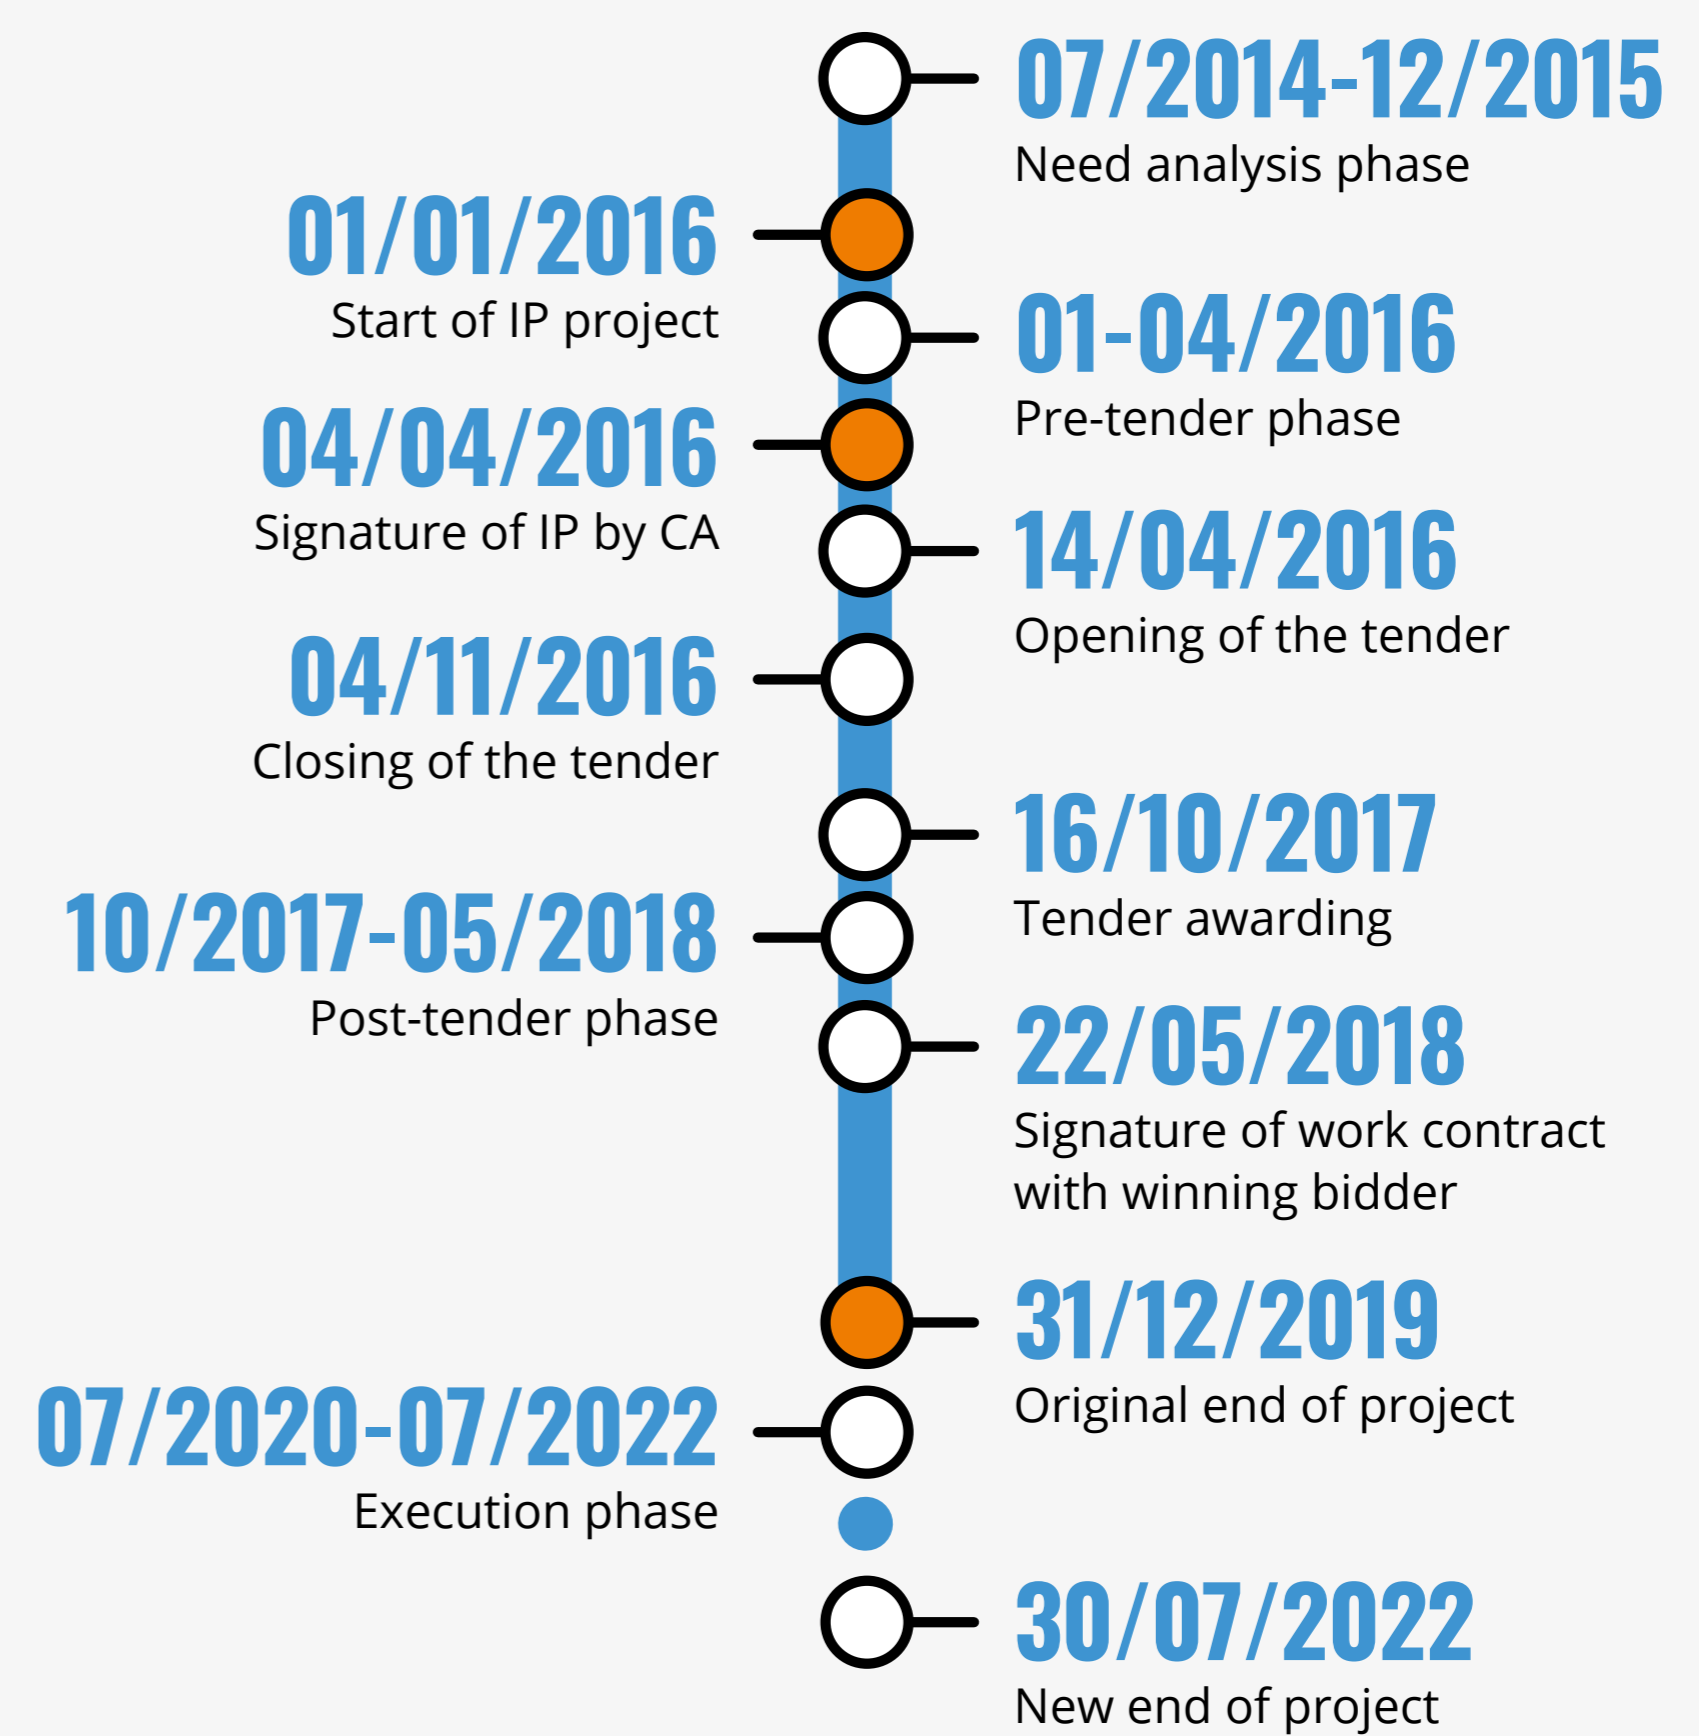 07/2014-12/2015
Need analysis phase
01/01/2016
Start of IP project
01-04/2016
Pre-tender phase
04/04/2016
Signature of IP by CA
14/04/2016
Opening of the tender
04/11/2016
Closing of the tender
16/10/2017
Tender awarding
10/2017-05/2018
Post-tender phase
22/05/2018
Signature of work contract
with winning bidder
31/12/2019
Original end of project
07/2020-07/2022
Execution phase
30/07/2022
New end of project